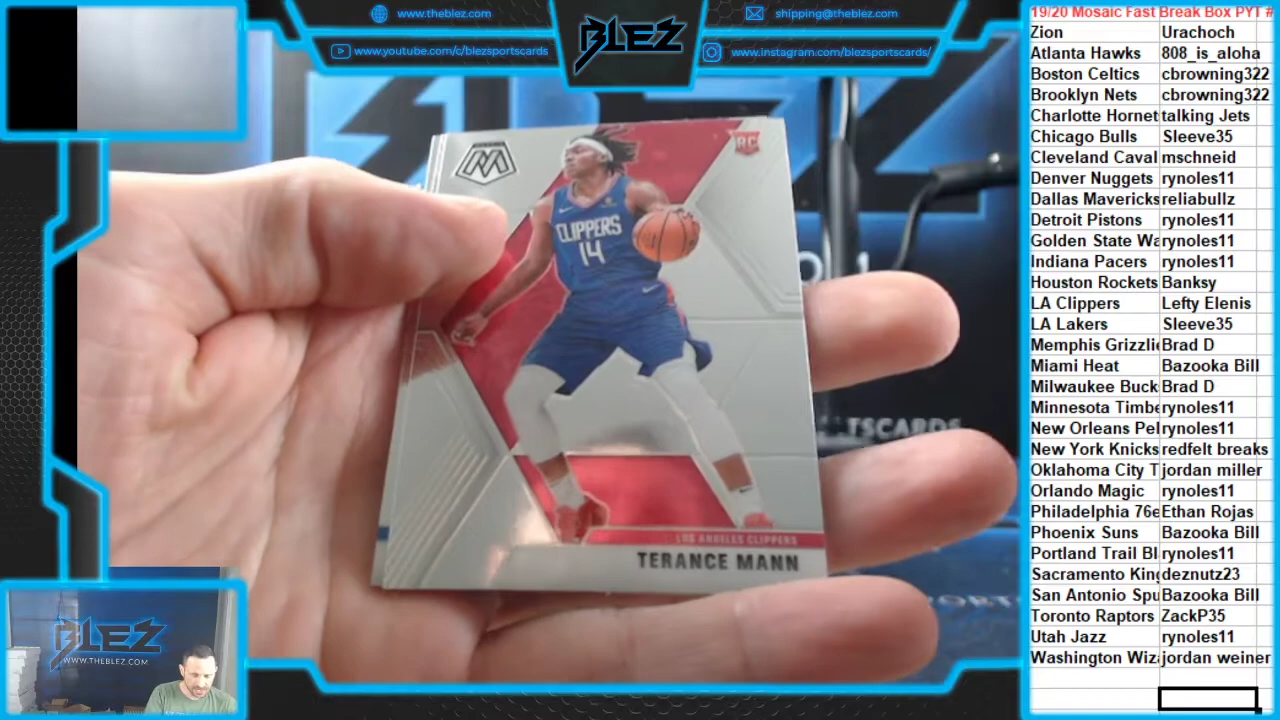 www.theblez.com
shipping@theblez.com
www.youtube.com/c/blezsportscards
www.instagram.com/blezsportscards/
BLEZ
RC
CLIPPERS
14
LOS ANGELES CLIPPERS
TERANCE MANN
TSCARDS
BLEZ
WWW.THEBLEZ.COM
19/20 Mosaic Fast Break Box PYT #
Zion Urachoch
Atlanta Hawks 808_is_aloha
Boston Celtics cbrowning322
Brooklyn Nets cbrowning322
Charlotte Hornet talking Jets
Chicago Bulls Sleeve35
Cleveland Caval mschneid
Denver Nuggets rynoles11
Dallas Mavericks reliabullz
Detroit Pistons rynoles11
Golden State Wa rynoles11
Indiana Pacers rynoles11
Houston Rockets Banksy
LA Clippers Lefty Elenis
LA Lakers Sleeve35
Memphis Grizzlie Brad D
Miami Heat Bazooka Bill
Milwaukee Buck Brad D
Minnesota Timbe rynoles11
New Orleans Pel rynoles11
New York Knicks redfelt breaks
Oklahoma City T jordan miller
Orlando Magic rynoles11
Philadelphia 76e Ethan Rojas
Phoenix Suns Bazooka Bill
Portland Trail Bl rynoles11
Sacramento King deznutz23
San Antonio Spu Bazooka Bill
Toronto Raptors ZackP35
Utah Jazz rynoles11
Washington Wiza jordan weiner